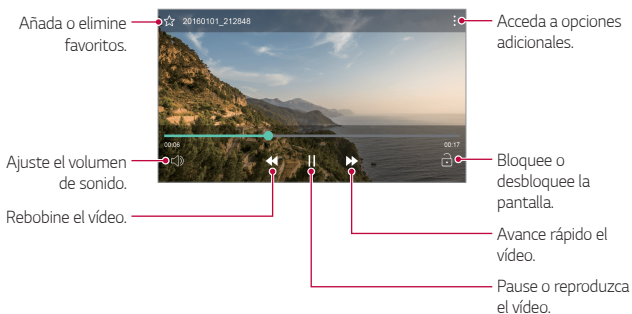 Añada o elimine
favoritos.
20160101_212848
Acceda a opciones
adicionales.
00:06
00:17
Ajuste el volumen
de sonido.
Bloquee o
desbloquee la
pantalla.
Rebobine el vídeo.
Avance rápido el
vídeo.
Pause o reproduzca
el vídeo.